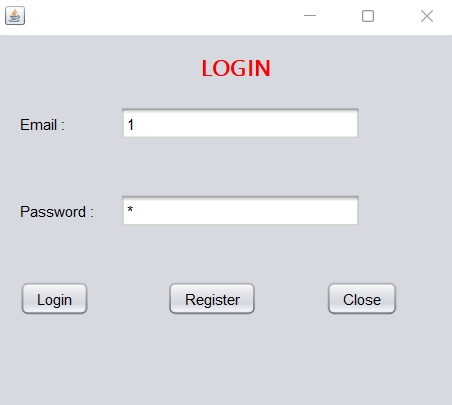 LOGIN
Email : 1
Password : *
Login Register Close